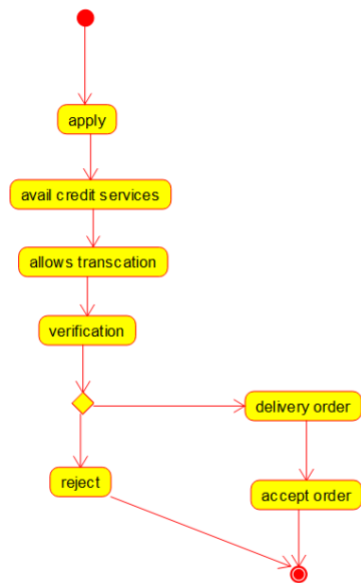 apply
avail credit services
allows transcation
verification
delivery order
reject
accept order